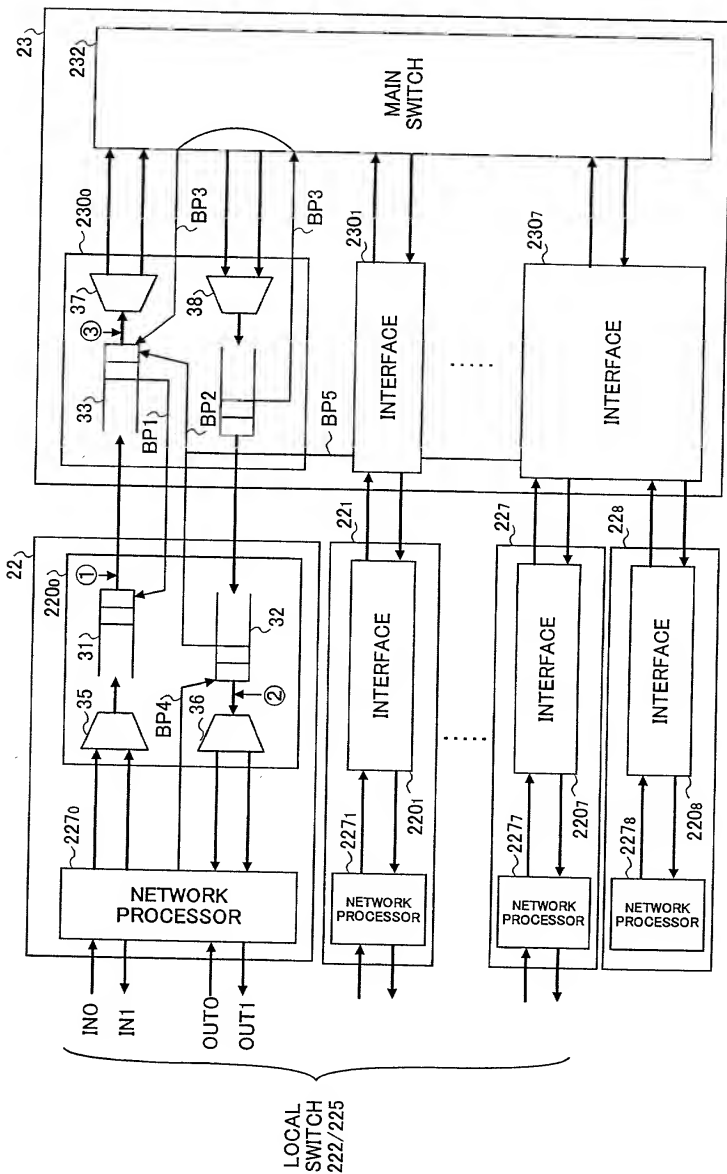 LOCAL
SWITCH
222/225
IN0
IN1
OUT0
OUT1
22
227₀
NETWORK
PROCESSOR
220₀
35
31
①
BP4
36
②
32
23
230₀
33
③
37
BP1
BP2
38
BP3
BP3
BP5
232
MAIN
SWITCH
22₁
227₁
NETWORK
PROCESSOR
220₁
INTERFACE
230₁
INTERFACE
22₇
227₇
NETWORK
PROCESSOR
220₇
INTERFACE
230₇
INTERFACE
22₈
227₈
NETWORK
PROCESSOR
220₈
INTERFACE